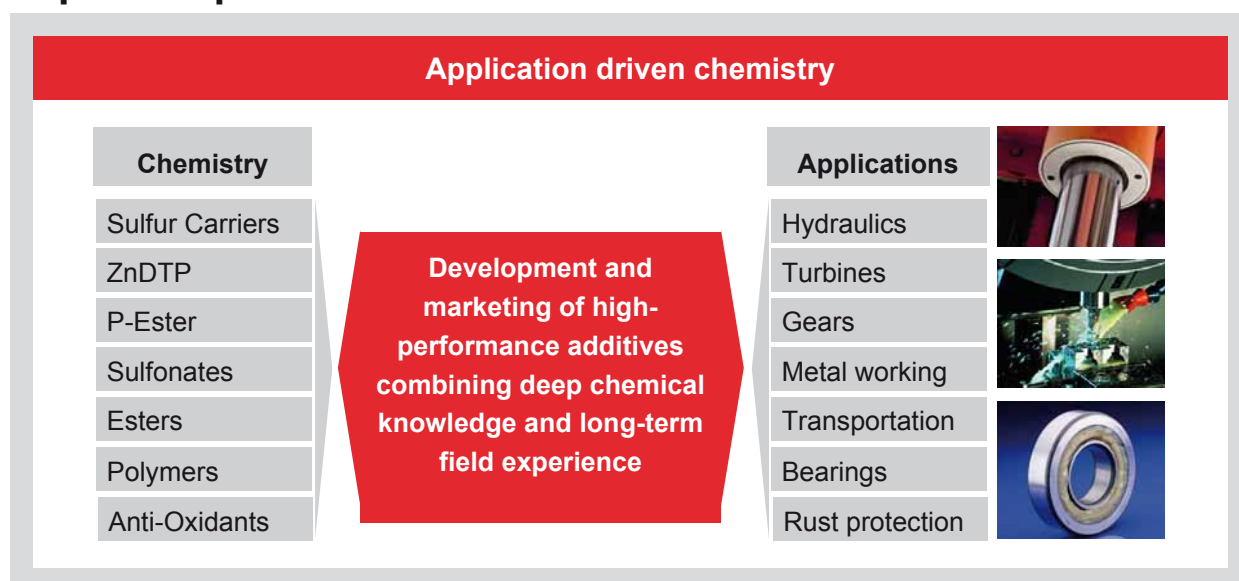 Application driven chemistry
Chemistry
Sulfur Carriers
ZnDTP
P-Ester
Sulfonates
Esters
Polymers
Anti-Oxidants
Development and
marketing of high-
performance additives
combining deep chemical
knowledge and long-term
field experience
Applications
Hydraulics
Turbines
Gears
Metal working
Transportation
Bearings
Rust protection